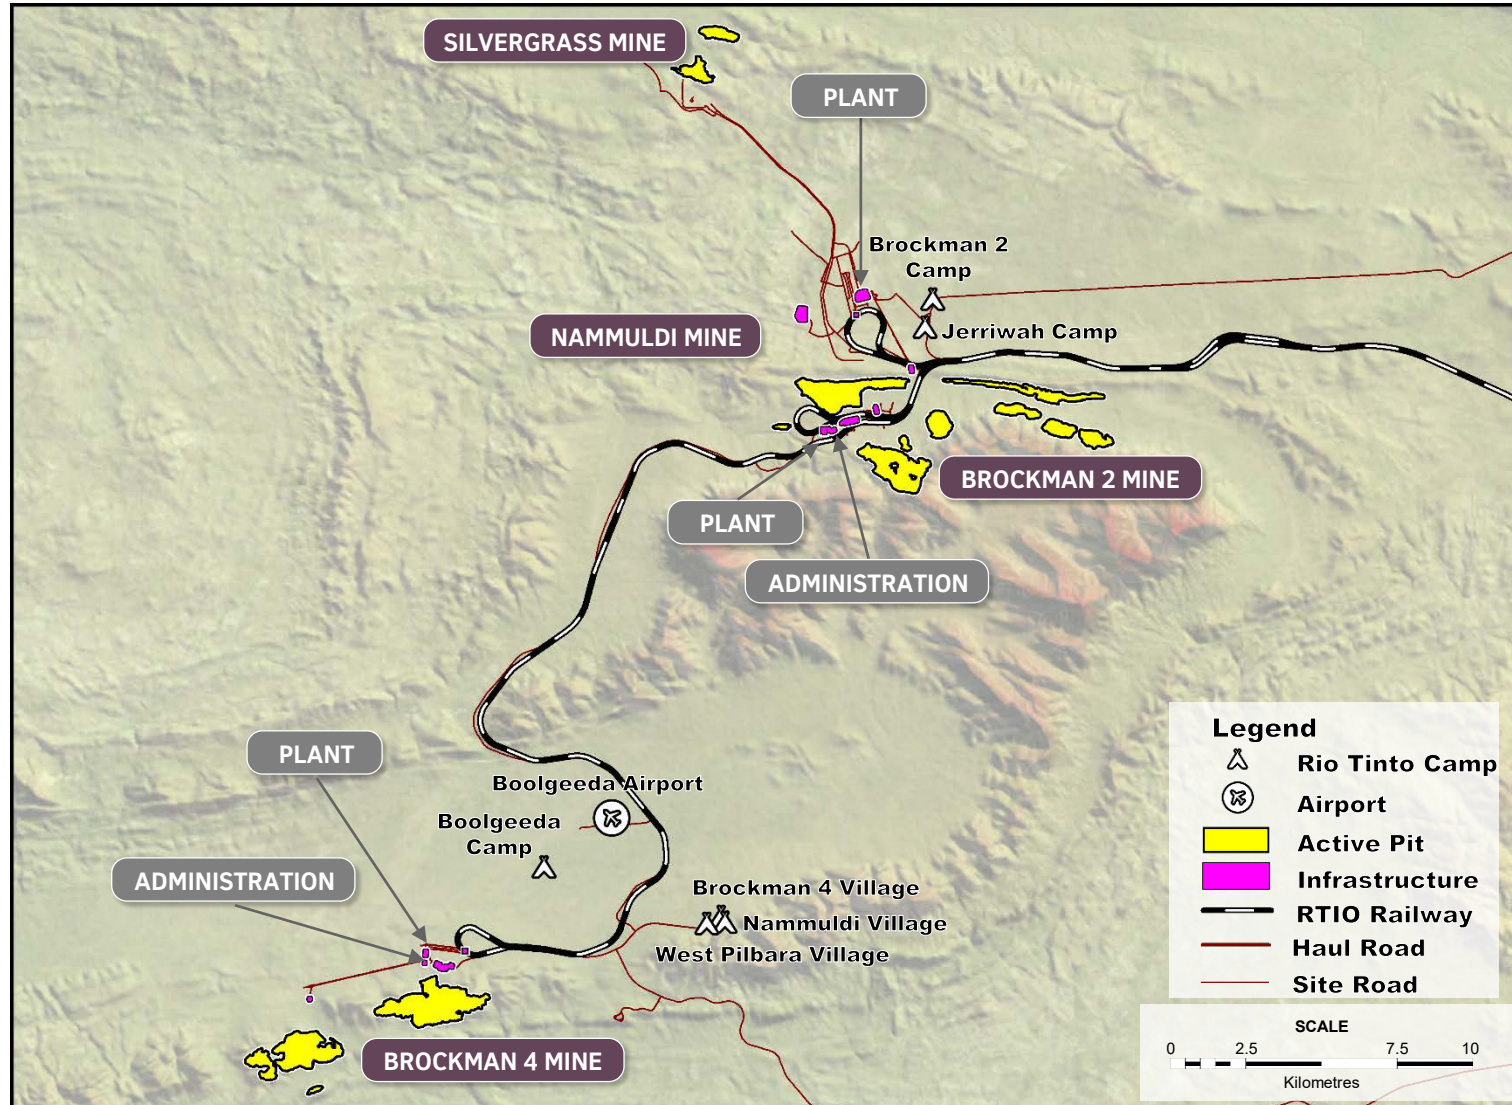 SILVERGRASS MINE
PLANT
Brockman 2
Camp
NAMMULDI MINE
Jerriwah Camp
BROCKMAN 2 MINE
PLANT
ADMINISTRATION
PLANT
Boolgeeda Airport
Boolgeeda
Camp
ADMINISTRATION
Brockman 4 Village
Nammuldi Village
West Pilbara Village
BROCKMAN 4 MINE
Legend
Rio Tinto Camp
Airport
Active Pit
Infrastructure
RTIO Railway
Haul Road
Site Road
SCALE
0 2.5 7.5 10
Kilometres